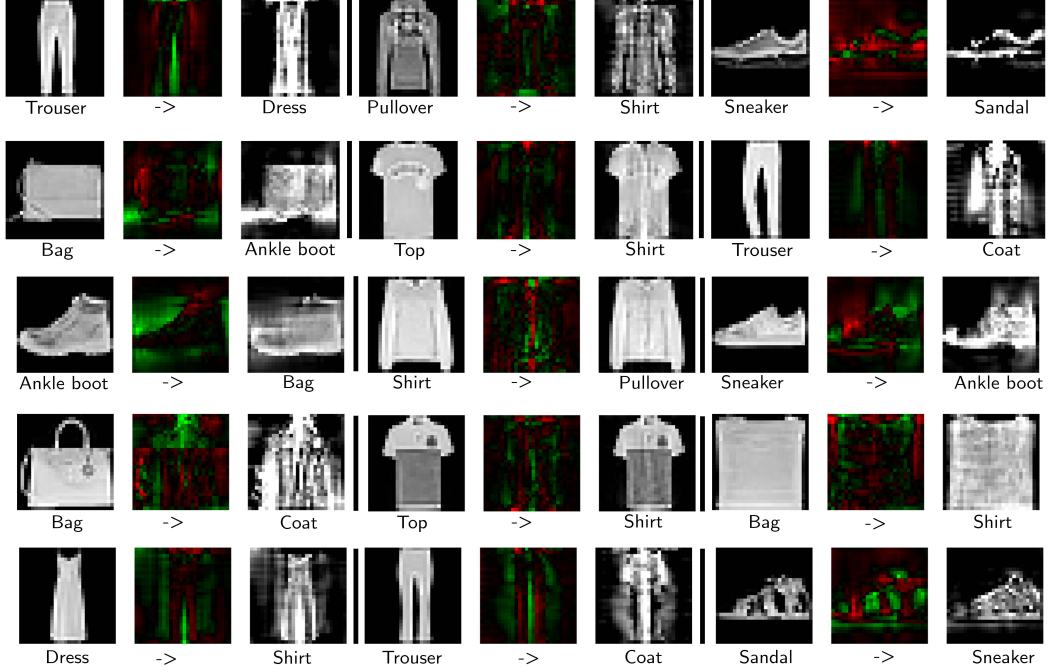 Trouser -> Dress Pullover -> Shirt Sneaker -> Sandal
Bag -> Ankle boot Top -> Shirt Trouser -> Coat
Ankle boot -> Bag Shirt -> Pullover Sneaker -> Ankle boot
Bag -> Coat Top -> Shirt Bag -> Shirt
Dress -> Shirt Trouser -> Coat Sandal -> Sneaker